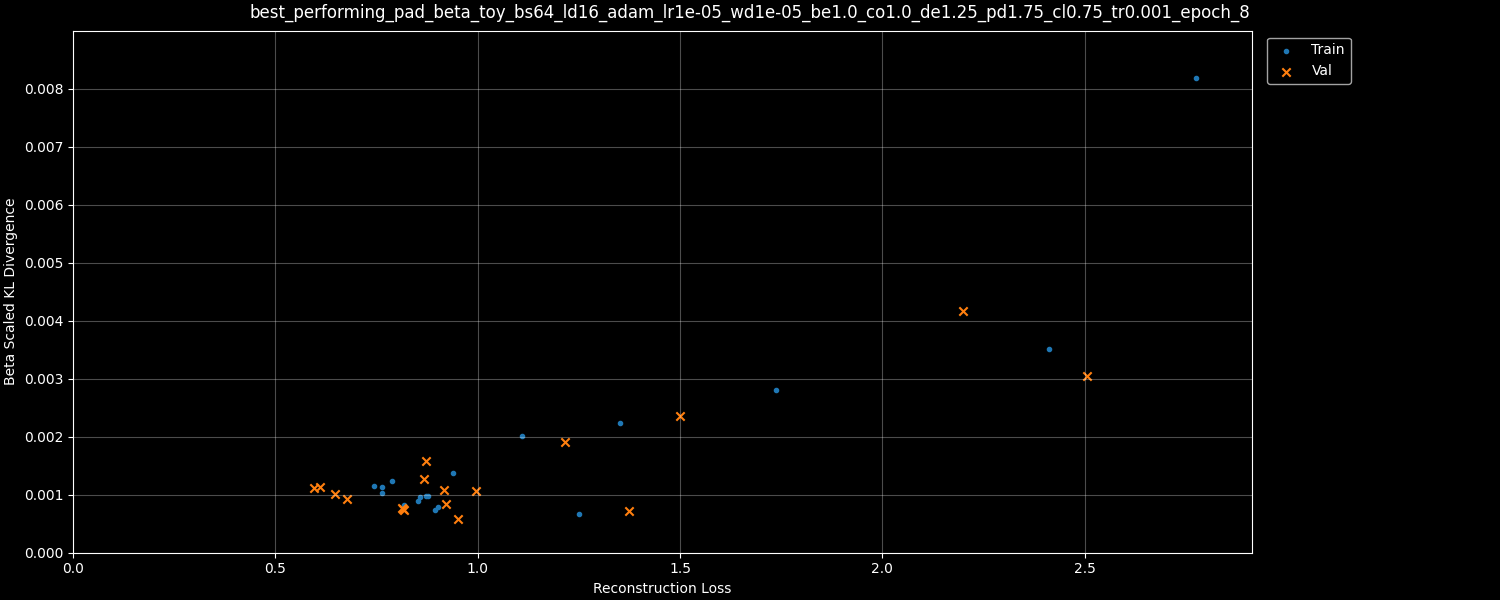 best_performing_pad_beta_toy_bs64_ld16_adam_lr1e-05_wd1e-05_be1.0_co1.0_de1.25_pd1.75_cl0.75_tr0.001_epoch_8
Train
Val
Beta Scaled KL Divergence
0.008
0.007
0.006
0.005
0.004
0.003
0.002
0.001
0.000
0.0 0.5 1.0 1.5 2.0 2.5
Reconstruction Loss